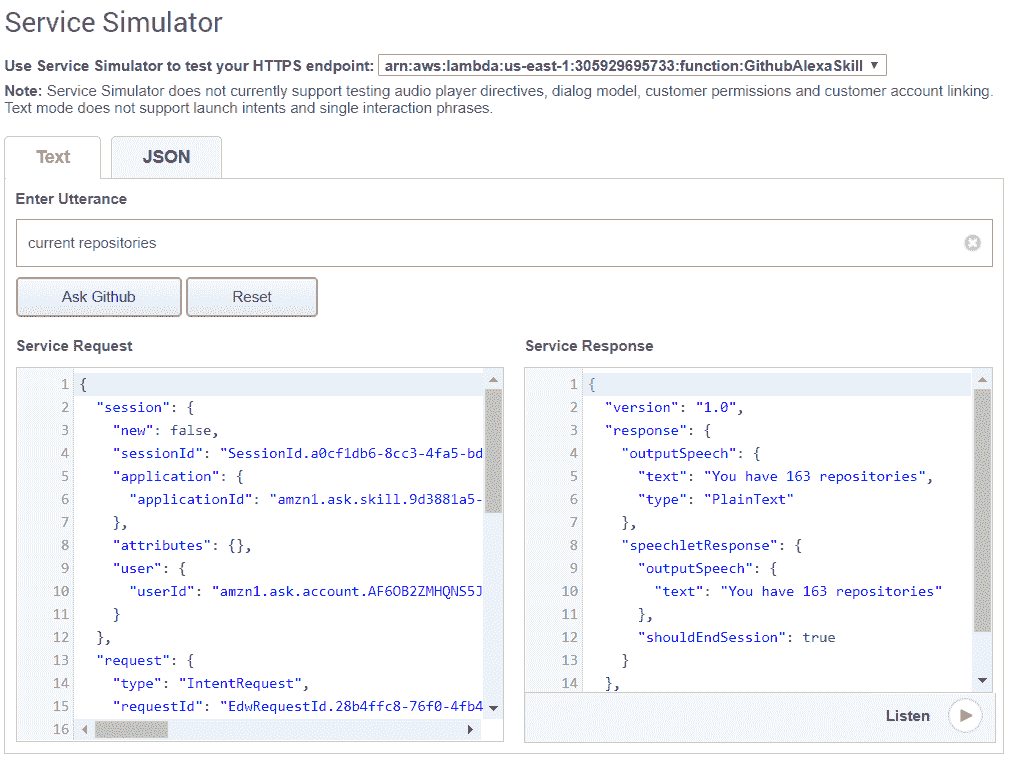 Service Simulator
Use Service Simulator to test your HTTPS endpoint: arn:aws:lambda:us-east-1:305929695733:function:GithubAlexaSkill
Note: Service Simulator does not currently support testing audio player directives, dialog model, customer permissions and customer account linking.
Text mode does not support launch intents and single interaction phrases.
Text JSON
Enter Utterance
current repositories
Ask Github Reset
Service Request
1 {
2 "session": {
3 "new": false,
4 "sessionId": "SessionId.a0cf1db6-8cc3-4fa5-bd
5 "application": {
6 "applicationId": "amzn1.ask.skill.9d3881a5-
7 },
8 "attributes": {},
9 "user": {
10 "userId": "amzn1.ask.account.AF6OB2ZMHQNS5J
11 }
12 },
13 "request": {
14 "type": "IntentRequest",
15 "requestId": "EdwRequestId.28b4ffc8-76f0-4fb4
16
Service Response
1 {
2 "version": "1.0",
3 "response": {
4 "outputSpeech": {
5 "text": "You have 163 repositories",
6 "type": "PlainText"
7 },
8 "speechletResponse": {
9 "outputSpeech": {
10 "text": "You have 163 repositories"
11 },
12 "shouldEndSession": true
13 }
14 },
Listen